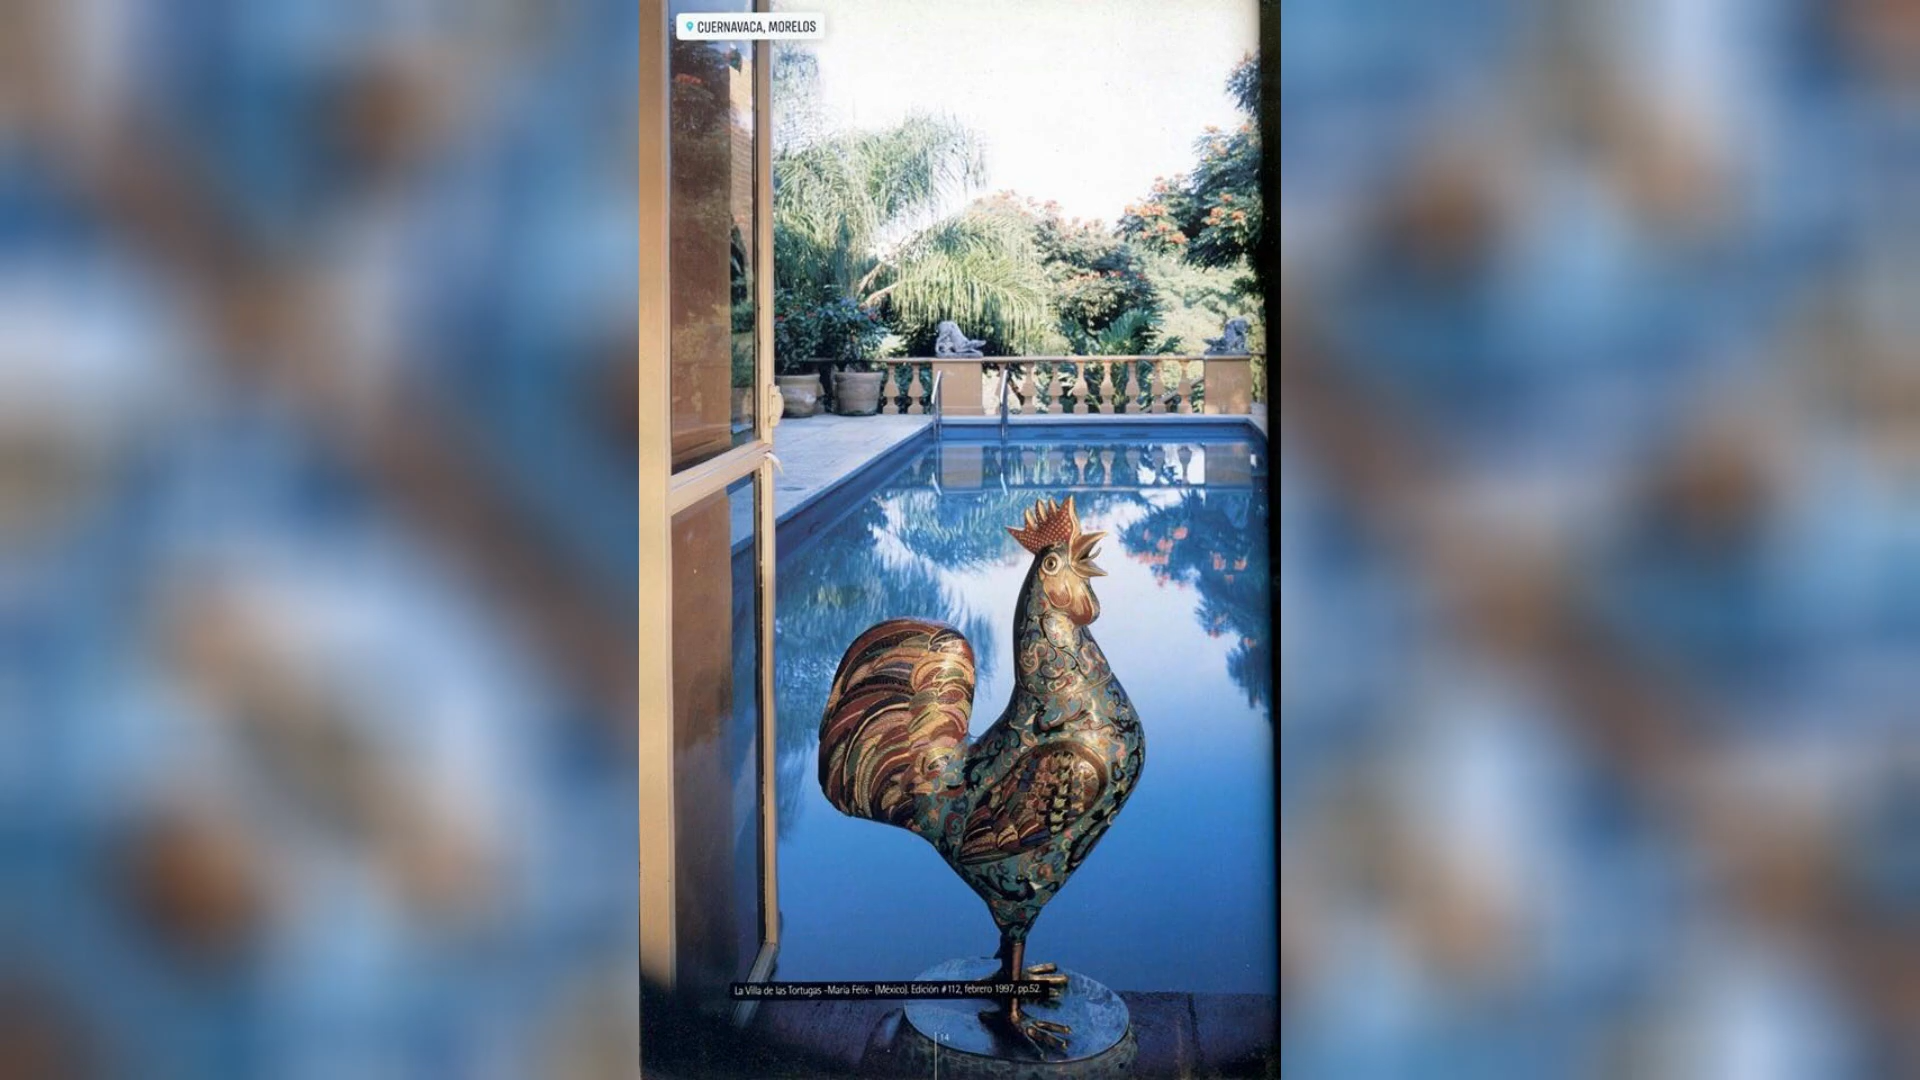 CUERNAVACA, MORELOS
La Villa de las Tortugas -María Félix- (México). Edición #112, febrero 1997, pp.52.
14